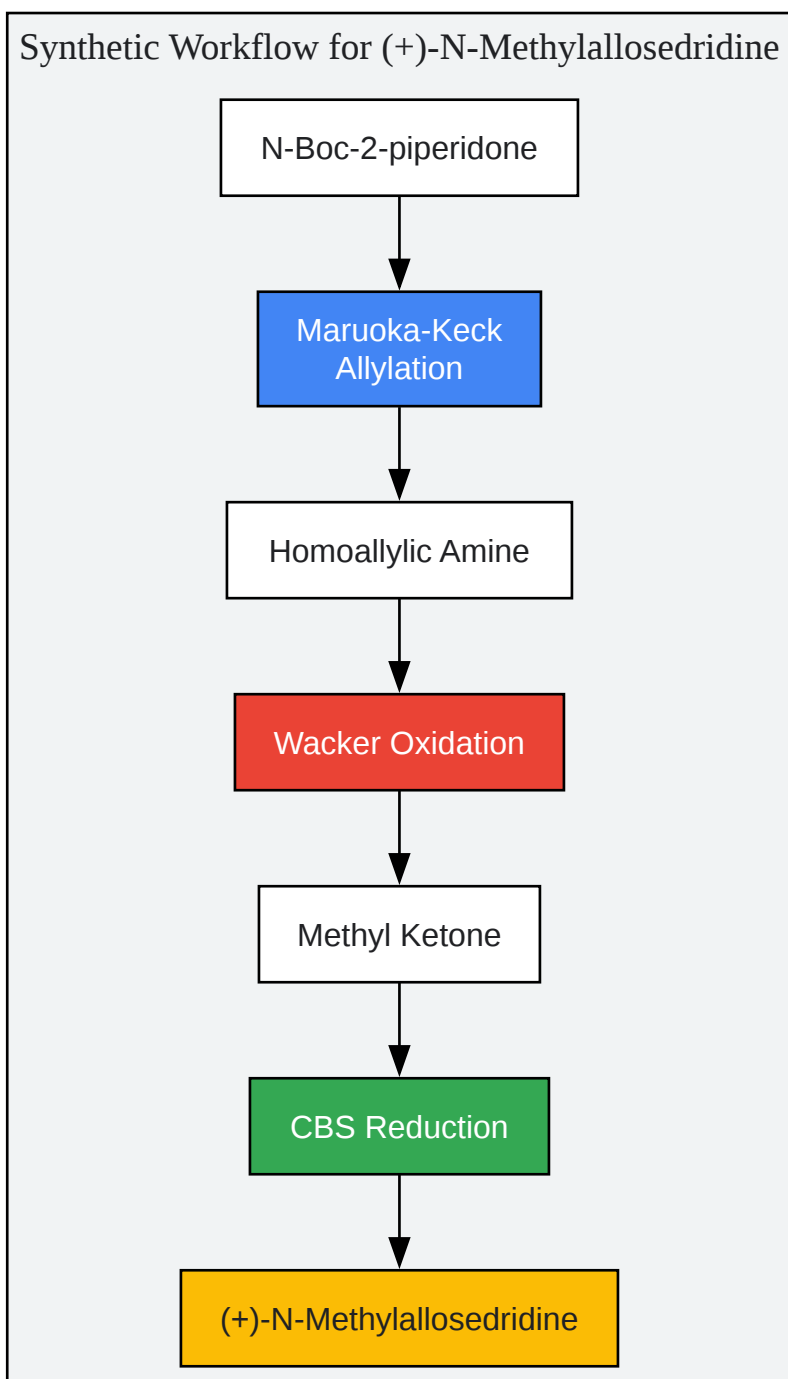 Synthetic Workflow for (+)-N-Methylallosedridine
N-Boc-2-piperidone
Maruoka-Keck
Allylation
Homoallylic Amine
Wacker Oxidation
Methyl Ketone
CBS Reduction
(+)-N-Methylallosedridine